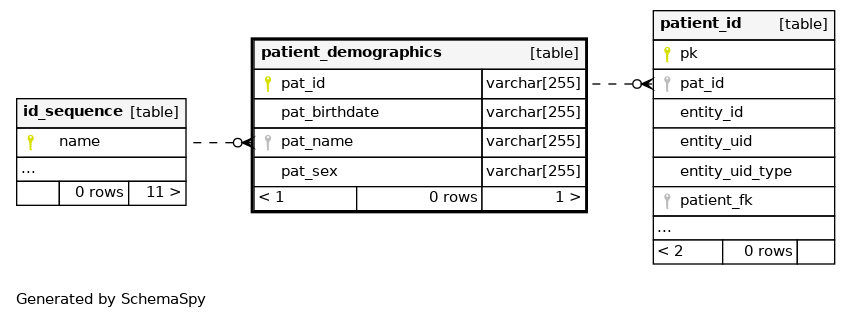 id_sequence [table]
name
...
0 rows 11 >
patient_demographics [table]
pat_id varchar[255]
pat_birthdate varchar[255]
pat_name varchar[255]
pat_sex varchar[255]
< 1 0 rows 1 >
patient_id [table]
pk
pat_id
entity_id
entity_uid
entity_uid_type
patient_fk
...
< 2 0 rows
Generated by SchemaSpy